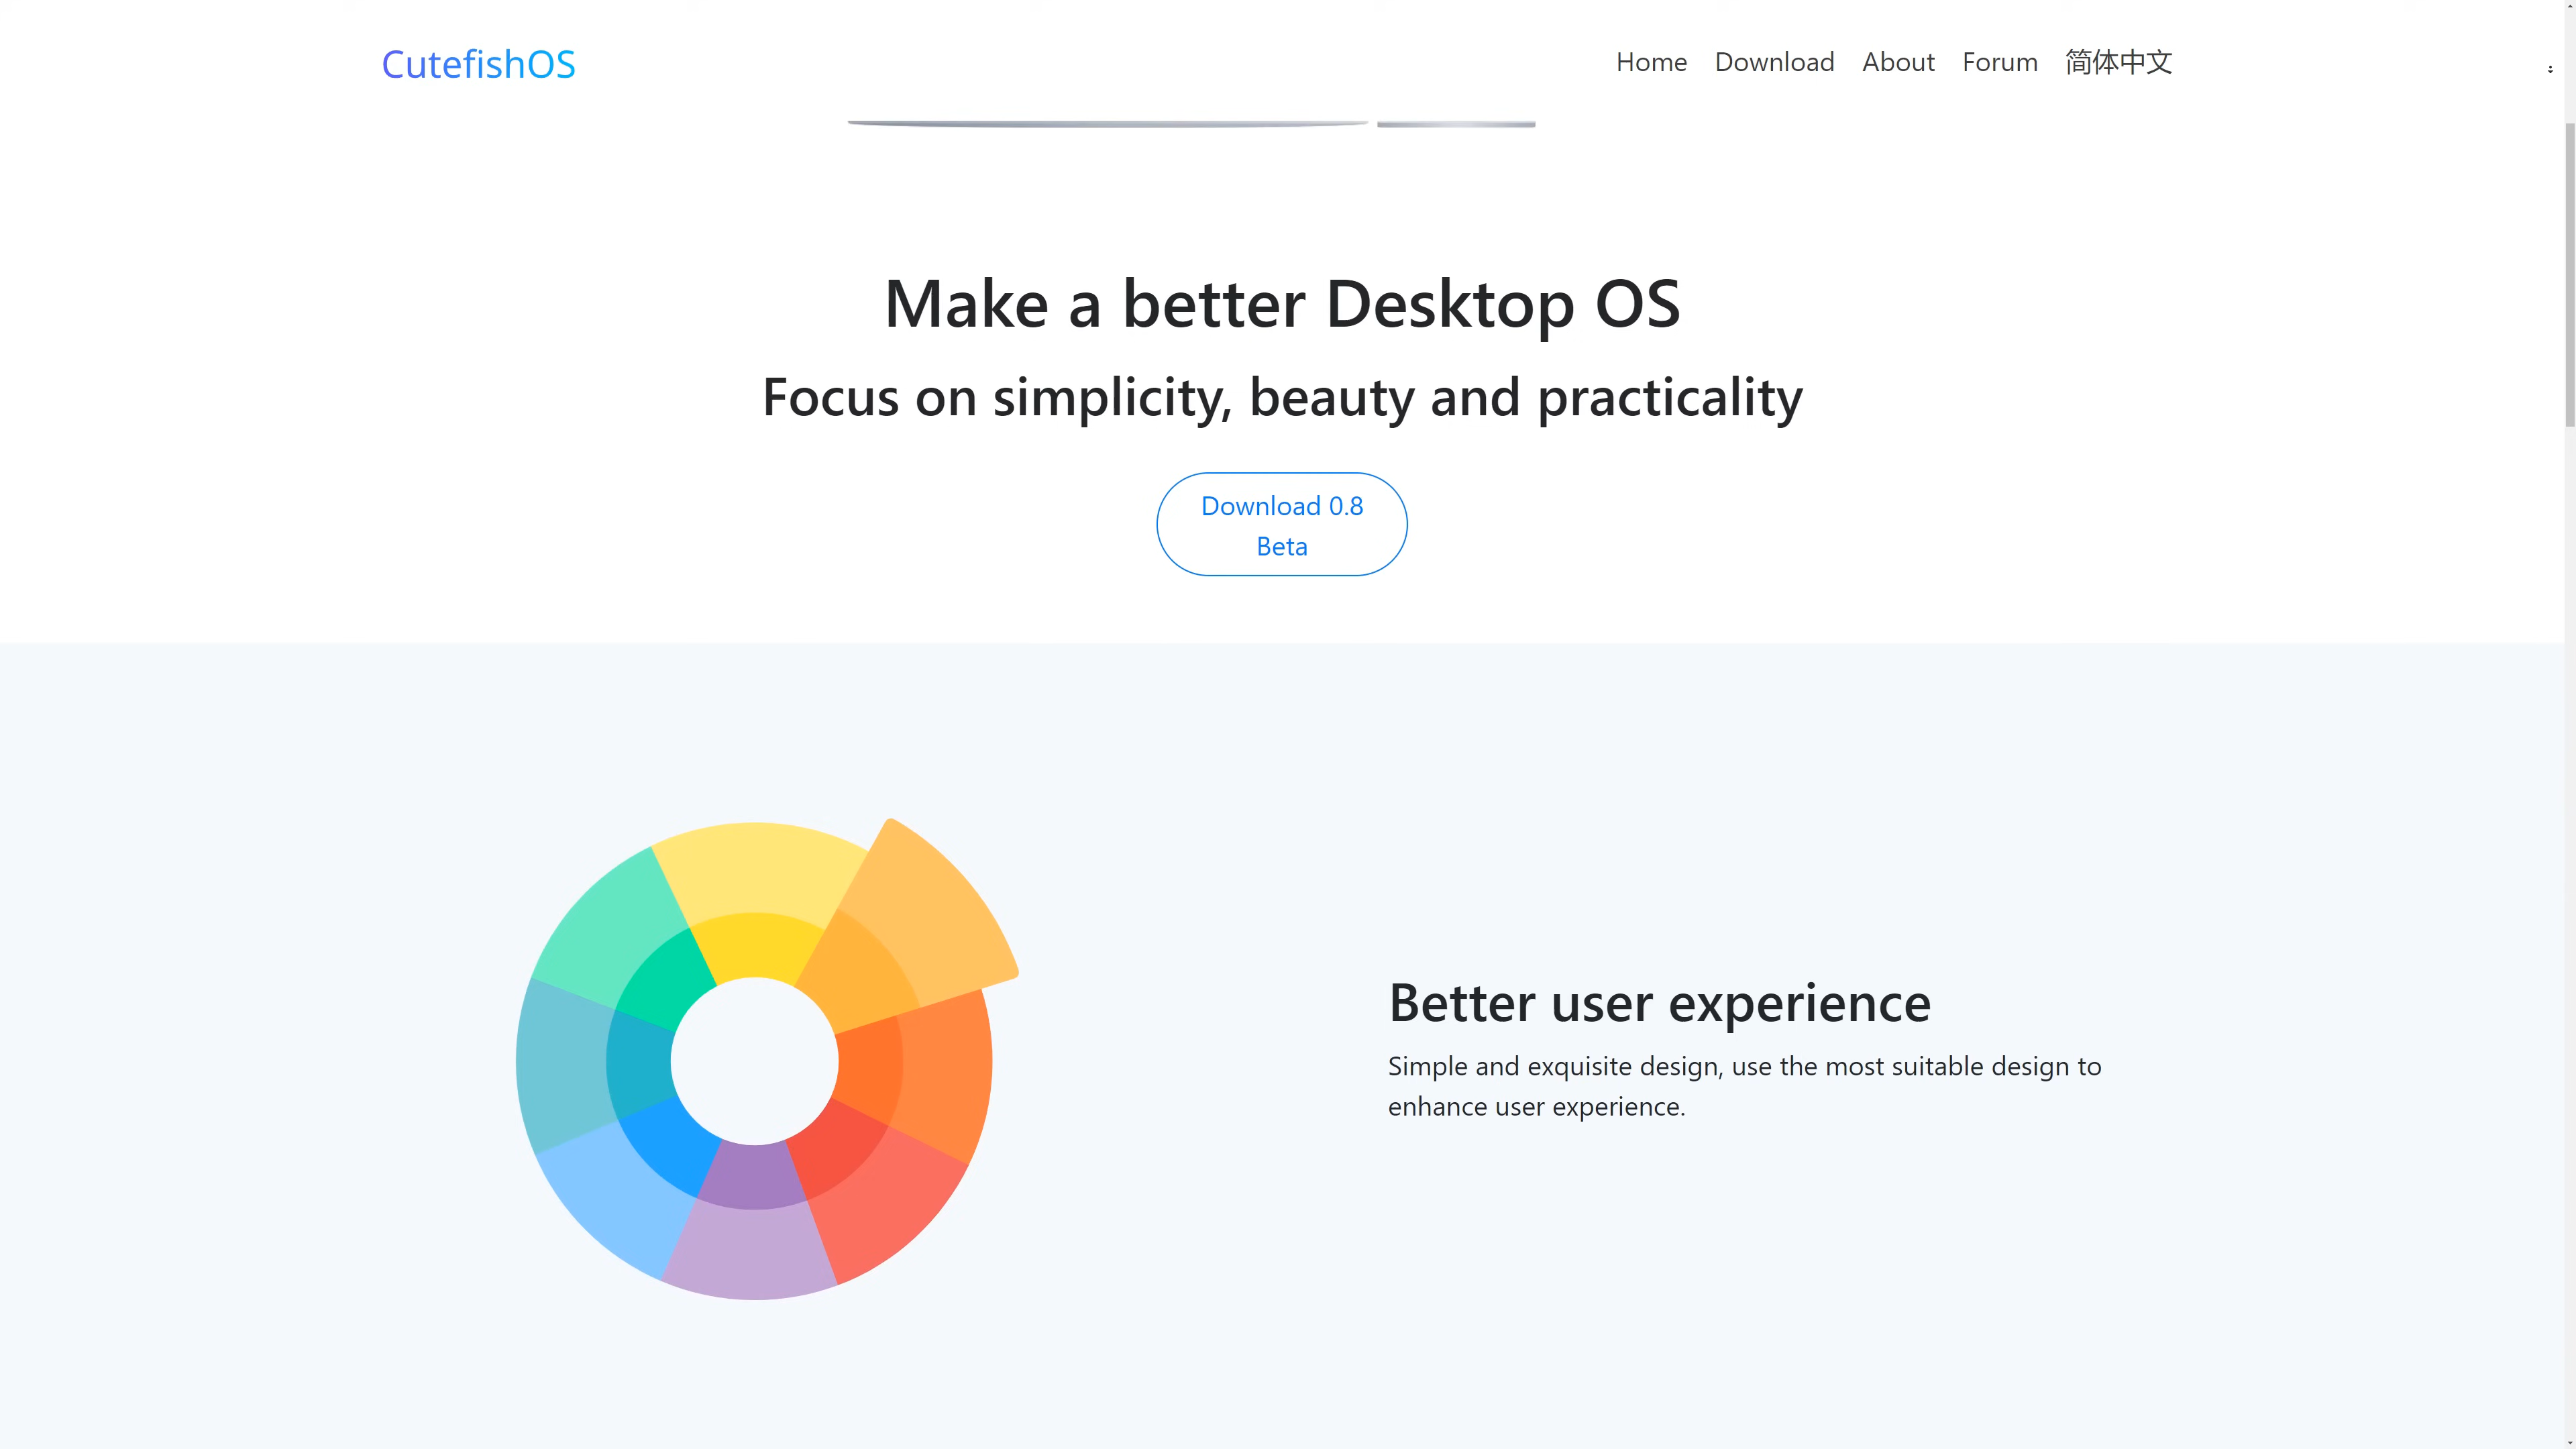 CutefishOS
Home Download About Forum 简体中文
Make a better Desktop OS
Focus on simplicity, beauty and practicality
Download 0.8
Beta
Better user experience
Simple and exquisite design, use the most suitable design to
enhance user experience.